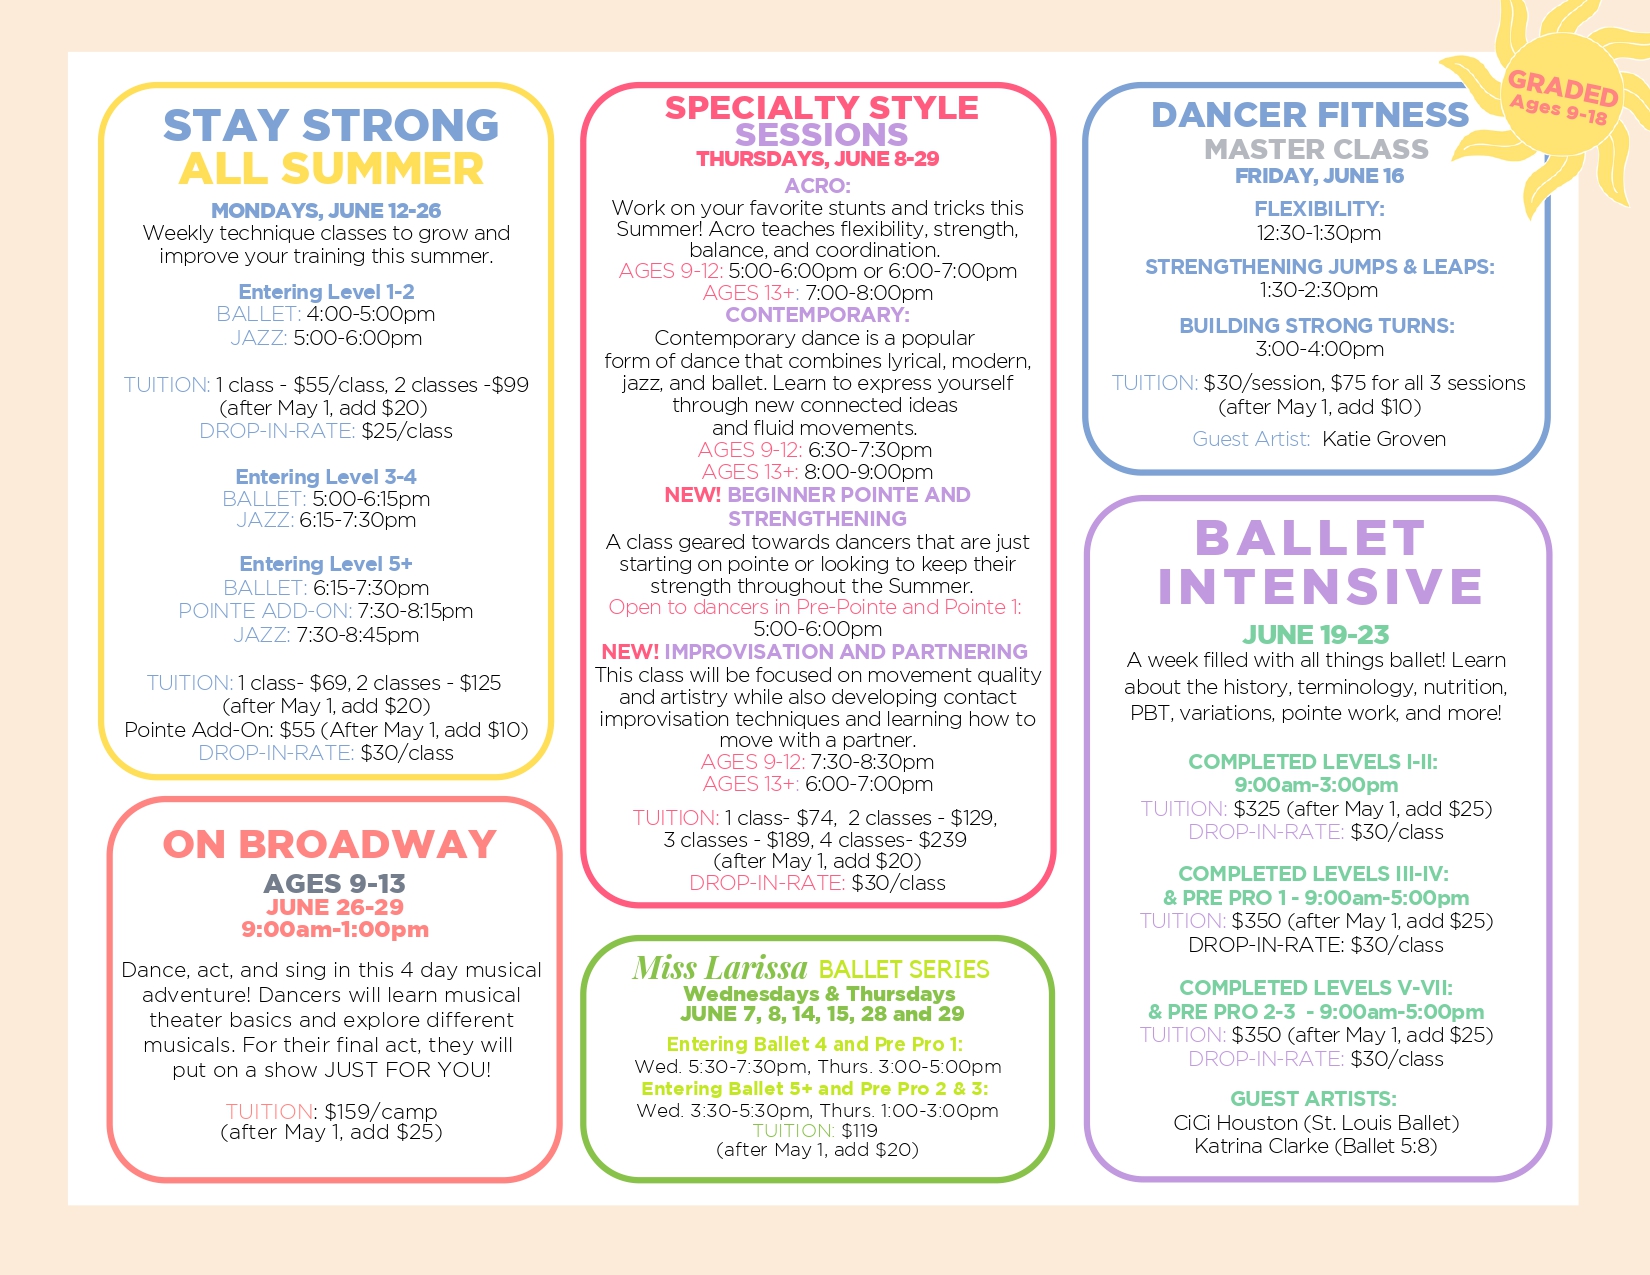 GRADED
Ages 9-18
STAY STRONG
ALL SUMMER
MONDAYS, JUNE 12-26
Weekly technique classes to grow and
improve your training this summer.
Entering Level 1-2
BALLET: 4:00-5:00pm
JAZZ: 5:00-6:00pm
TUITION: 1 class - $55/class, 2 classes -$99
(after May 1, add $20)
DROP-IN-RATE: $25/class
Entering Level 3-4
BALLET: 5:00-6:15pm
JAZZ: 6:15-7:30pm
Entering Level 5+
BALLET: 6:15-7:30pm
POINTE ADD-ON: 7:30-8:15pm
JAZZ: 7:30-8:45pm
TUITION: 1 class- $69, 2 classes - $125
(after May 1, add $20)
Pointe Add-On: $55 (After May 1, add $10)
DROP-IN-RATE: $30/class
ON BROADWAY
AGES 9-13
JUNE 26-29
9:00am-1:00pm
Dance, act, and sing in this 4 day musical
adventure! Dancers will learn musical
theater basics and explore different
musicals. For their final act, they will
put on a show JUST FOR YOU!
TUITION: $159/camp
(after May 1, add $25)
SPECIALTY STYLE
SESSIONS
THURSDAYS, JUNE 8-29
ACRO:
Work on your favorite stunts and tricks this
Summer! Acro teaches flexibility, strength,
balance, and coordination.
AGES 9-12: 5:00-6:00pm or 6:00-7:00pm
AGES 13+: 7:00-8:00pm
CONTEMPORARY:
Contemporary dance is a popular
form of dance that combines lyrical, modern,
jazz, and ballet. Learn to express yourself
through new connected ideas
and fluid movements.
AGES 9-12: 6:30-7:30pm
AGES 13+: 8:00-9:00pm
NEW! BEGINNER POINTE AND
STRENGTHENING
A class geared towards dancers that are just
starting on pointe or looking to keep their
strength throughout the Summer.
Open to dancers in Pre-Pointe and Pointe 1:
5:00-6:00pm
NEW! IMPROVISATION AND PARTNERING
This class will be focused on movement quality
and artistry while also developing contact
improvisation techniques and learning how to
move with a partner.
AGES 9-12: 7:30-8:30pm
AGES 13+: 6:00-7:00pm
TUITION: 1 class- $74, 2 classes - $129,
3 classes - $189, 4 classes- $239
(after May 1, add $20)
DROP-IN-RATE: $30/class
Miss Larissa BALLET SERIES
Wednesdays & Thursdays
JUNE 7, 8, 14, 15, 28 and 29
Entering Ballet 4 and Pre Pro 1:
Wed. 5:30-7:30pm, Thurs. 3:00-5:00pm
Entering Ballet 5+ and Pre Pro 2 & 3:
Wed. 3:30-5:30pm, Thurs. 1:00-3:00pm
TUITION: $119
(after May 1, add $20)
DANCER FITNESS
MASTER CLASS
FRIDAY, JUNE 16
FLEXIBILITY:
12:30-1:30pm
STRENGTHENING JUMPS & LEAPS:
1:30-2:30pm
BUILDING STRONG TURNS:
3:00-4:00pm
TUITION: $30/session, $75 for all 3 sessions
(after May 1, add $10)
Guest Artist: Katie Groven
BALLET
INTENSIVE
JUNE 19-23
A week filled with all things ballet! Learn
about the history, terminology, nutrition,
PBT, variations, pointe work, and more!
COMPLETED LEVELS I-II:
9:00am-3:00pm
TUITION: $325 (after May 1, add $25)
DROP-IN-RATE: $30/class
COMPLETED LEVELS III-IV:
& PRE PRO 1 - 9:00am-5:00pm
TUITION: $350 (after May 1, add $25)
DROP-IN-RATE: $30/class
COMPLETED LEVELS V-VII:
& PRE PRO 2-3 - 9:00am-5:00pm
TUITION: $350 (after May 1, add $25)
DROP-IN-RATE: $30/class
GUEST ARTISTS:
CiCi Houston (St. Louis Ballet)
Katrina Clarke (Ballet 5:8)